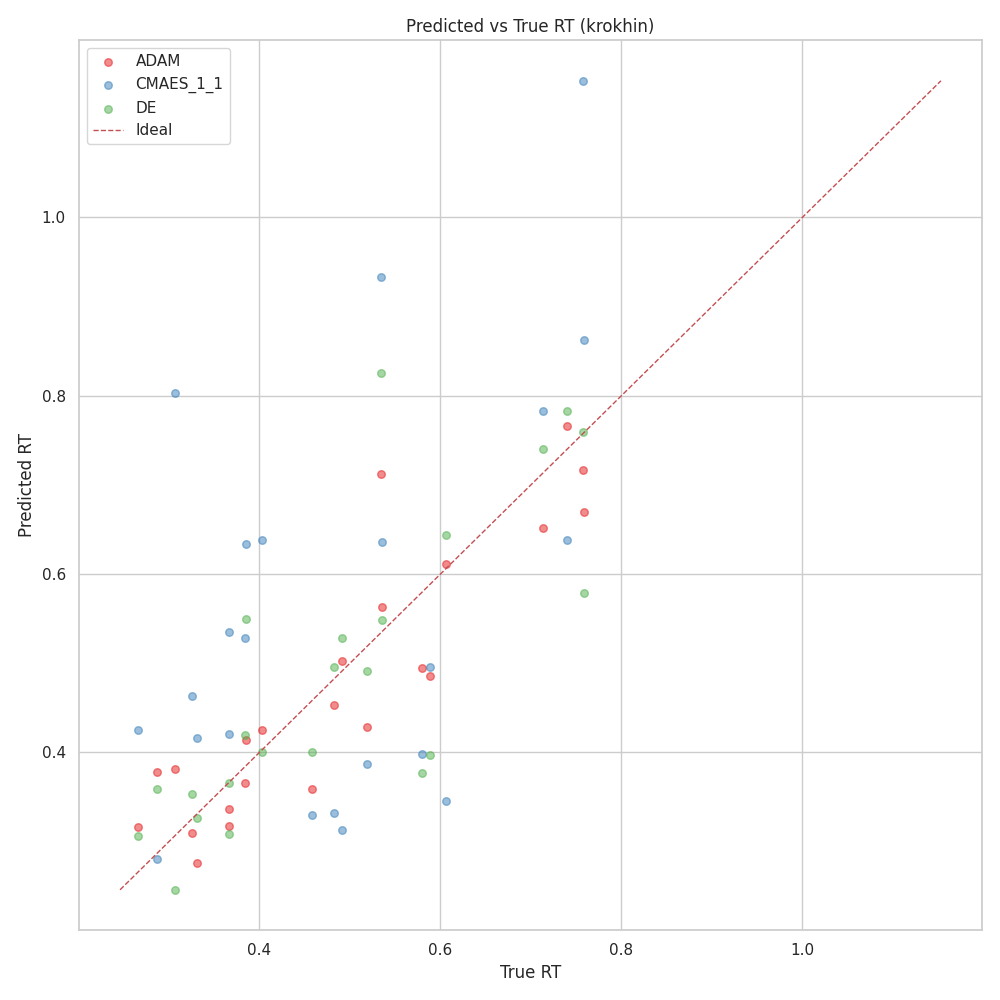 Predicted vs True RT (krokhin)
ADAM
CMAES_1_1
DE
Ideal
Predicted RT
1.0
0.8
0.6
0.4
0.4
0.6
0.8
1.0
True RT